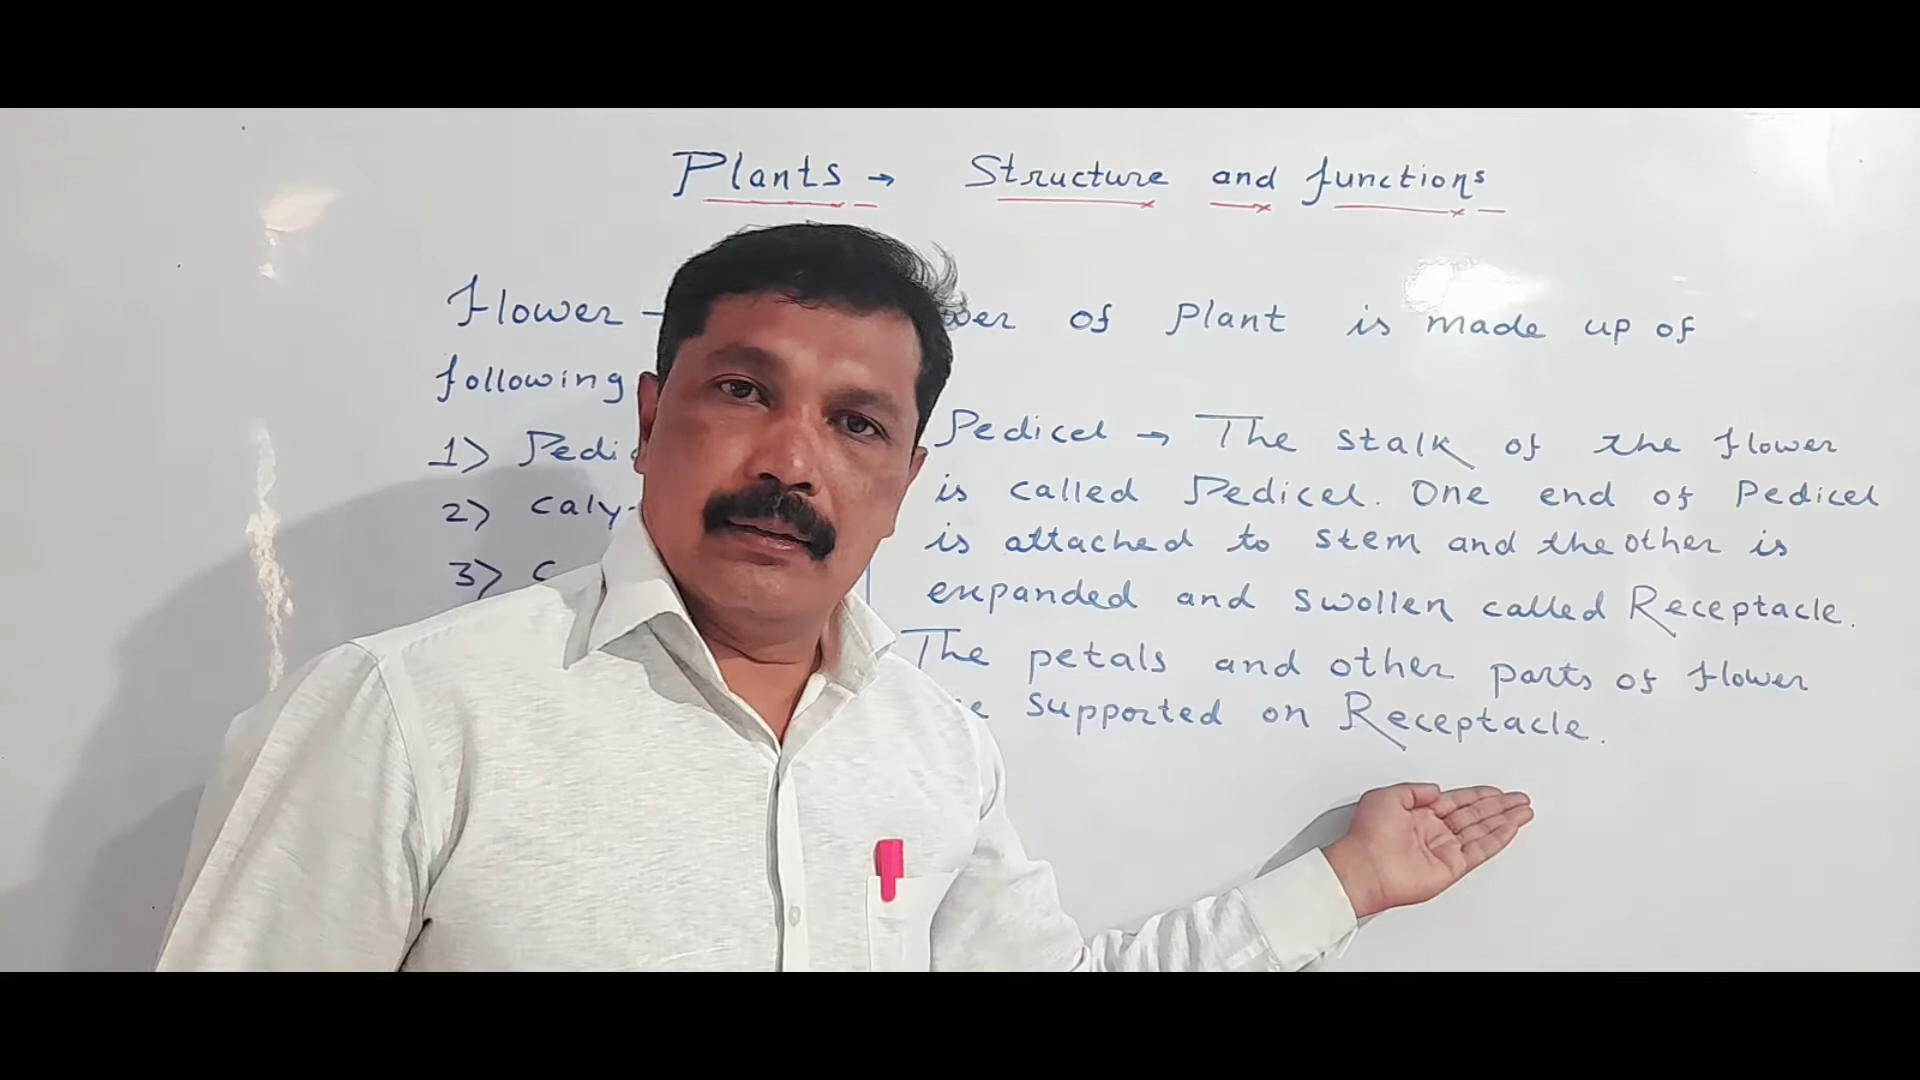 Plants → Structure and functions
Flower → of Plant is made up of
following
1)
2)
3)
Pedicel → The stalk of the flower
is called Pedicel. One end of Pedicel
is attached to stem and the other is
expanded and swollen called Receptacle.
The petals and other parts of flower
supported on Receptacle.